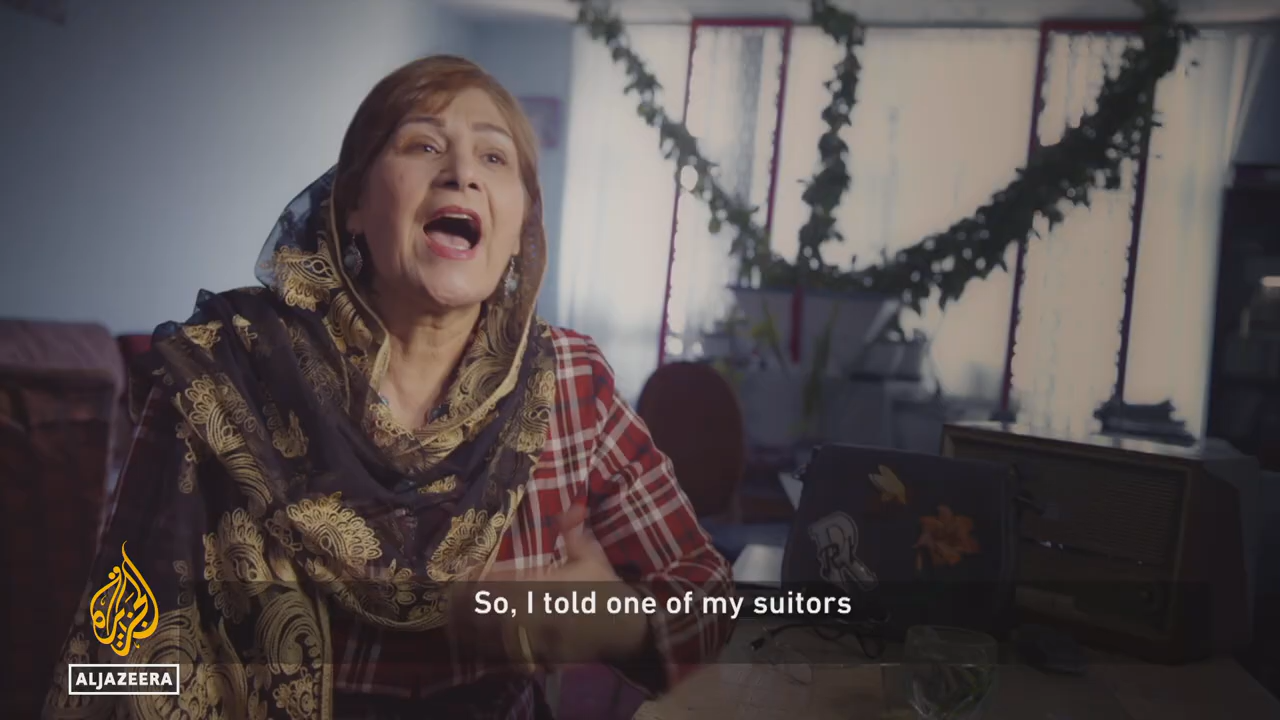 So, I told one of my suitors
الجزيرة
ALJAZEERA